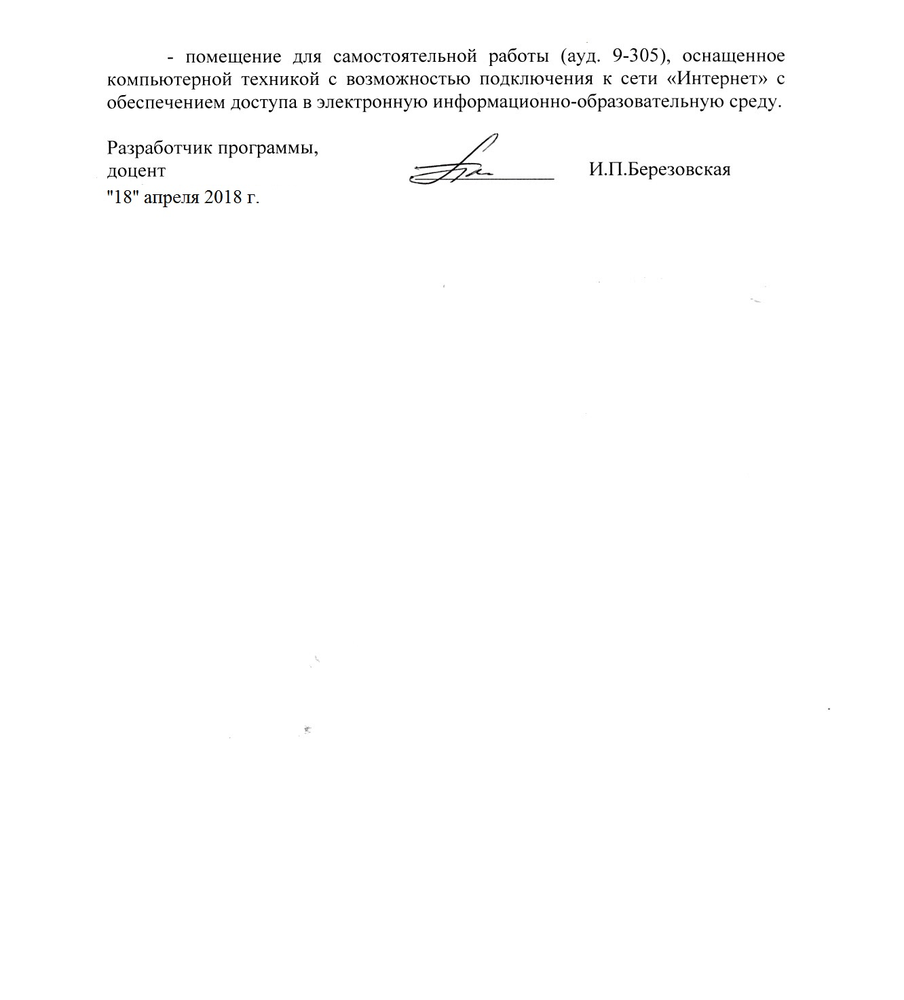 - помещение для самостоятельной работы (ауд. 9-305), оснащенное
компьютерной техникой с возможностью подключения к сети «Интернет» с
обеспечением доступа в электронную информационно-образовательную среду.
Разработчик программы,
доцент И.П.Березовская
"18" апреля 2018 г.